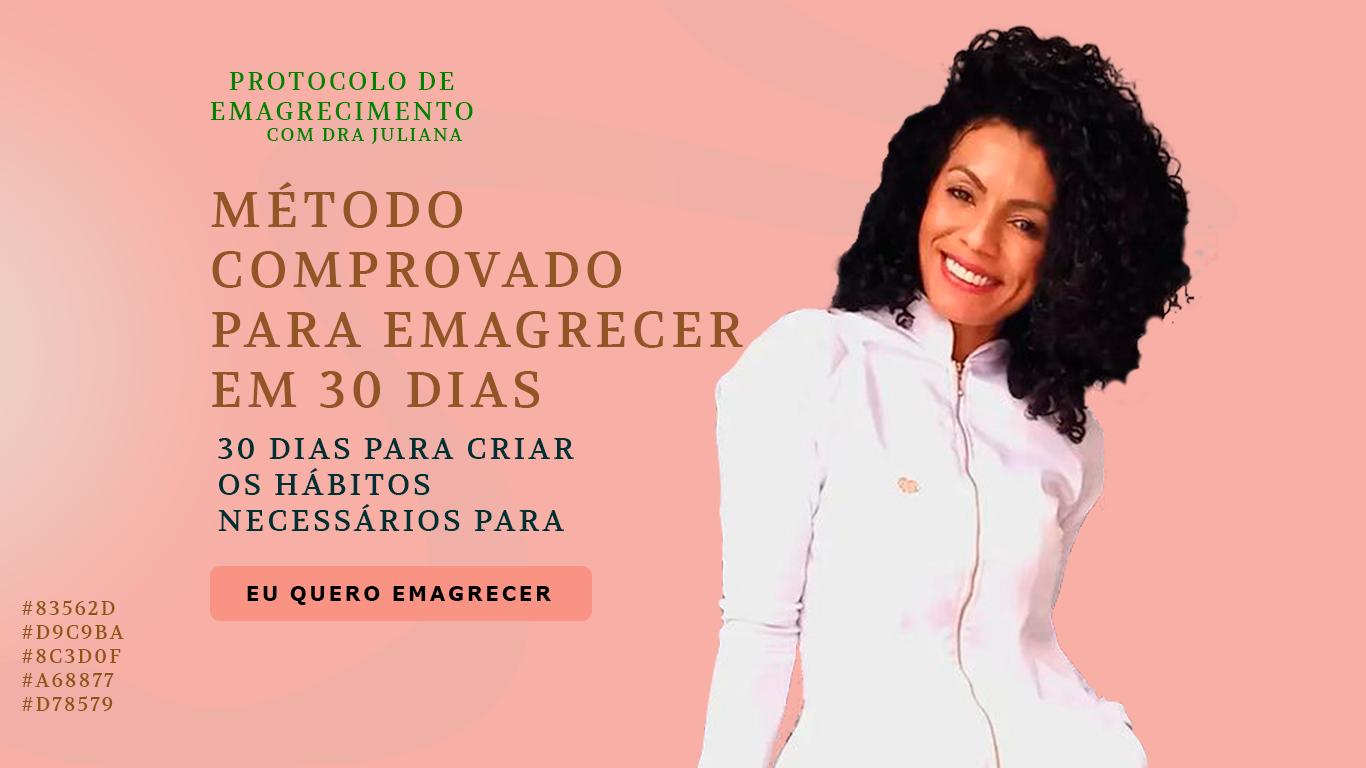 PROTOCOLO DE
EMAGRECIMENTO
COM DRA JULIANA
MÉTODO
COMPROVADO
PARA EMAGRECER
EM 30 DIAS
30 DIAS PARA CRIAR
OS HÁBITOS
NECESSÁRIOS PARA
EU QUERO EMAGRECER
#83562D
#D9C9BA
#8C3D0F
#A68877
#D78579